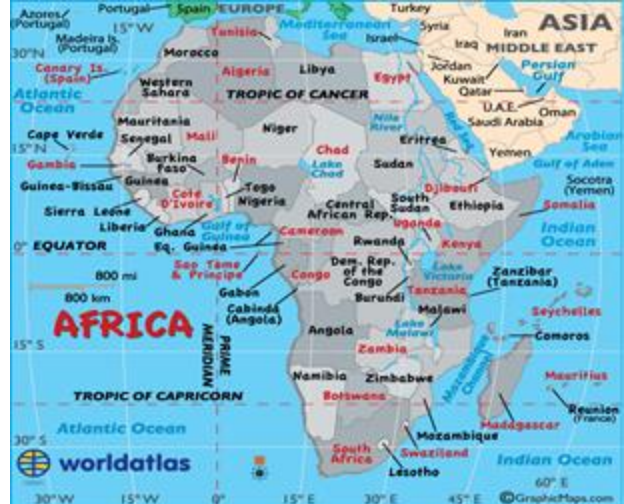 Azores
(Portugal)
Portugal
Spain
EUROPE
Turkey
ASIA
15° W
Madeira Is.
(Portugal)
Tunisia
Mediterranean
Sea
Syria
Israel
Iraq
Iran
MIDDLE EAST
30°N
Morocco
Jordan
Persian
Gulf
Canary Is.
(Spain)
Algeria
Libya
Egypt
Kuwait
Qatar
Western
Sahara
TROPIC OF CANCER
U.A.E.
Oman
Saudi Arabia
Atlantic
Ocean
Mauritania
Niger
Nile
River
Red Sea
Arabian
Sea
Cape Verde
Senegal
Mali
Eritrea
Yemen
15°N
Chad
Gulf of Aden
Gambia
Burkina
Faso
Benin
Lake
Chad
Sudan
Socotra
(Yemen)
Guinea-Bissau
Guinea
Togo
Djibouti
Sierra Leone
Cote
D'Ivoire
Nigeria
Central
African Rep.
South
Sudan
Ethiopia
Somalia
Liberia
Ghana
Gulf of
Guinea
Cameroon
Uganda
Indian
Ocean
0°
EQUATOR
Eq. Guinea
Rwanda
Kenya
Sao Tome
& Principe
Congo
Dem. Rep.
of the
Congo
Lake
Victoria
Zanzibar
(Tanzania)
800 mi
800 km
Gabon
Burundi
Tanzania
Cabinda
(Angola)
Malawi
Seychelles
AFRICA
Angola
Lake
Malawi
Comoros
PRIME
MERIDIAN
15° S
Zambia
Mozambique
Channel
Namibia
Zimbabwe
Mauritius
TROPIC OF CAPRICORN
Botswana
Reunion
(France)
Atlantic Ocean
Mozambique
Madagascar
30° S
South
Africa
Swaziland
worldatlas
Lesotho
Indian Ocean
30°W
15°W
0°
15°E
30°E
45°E
60° E
©GraphicMaps.com